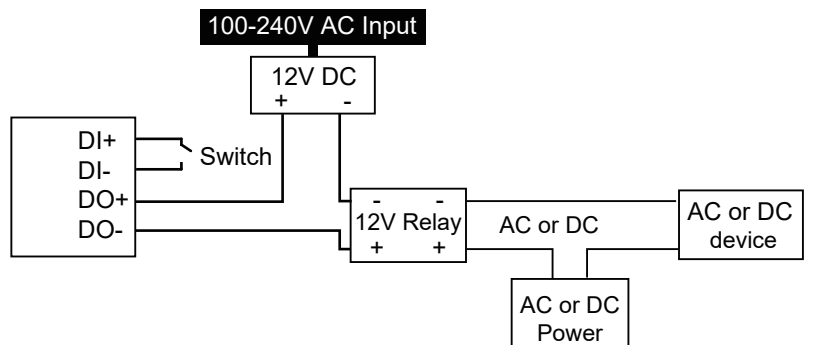 100-240V AC Input
12V DC
+ -
DI+
DI-
DO+
DO-
Switch
- -
12V Relay
+ +
AC or DC
AC or DC
device
AC or DC
Power